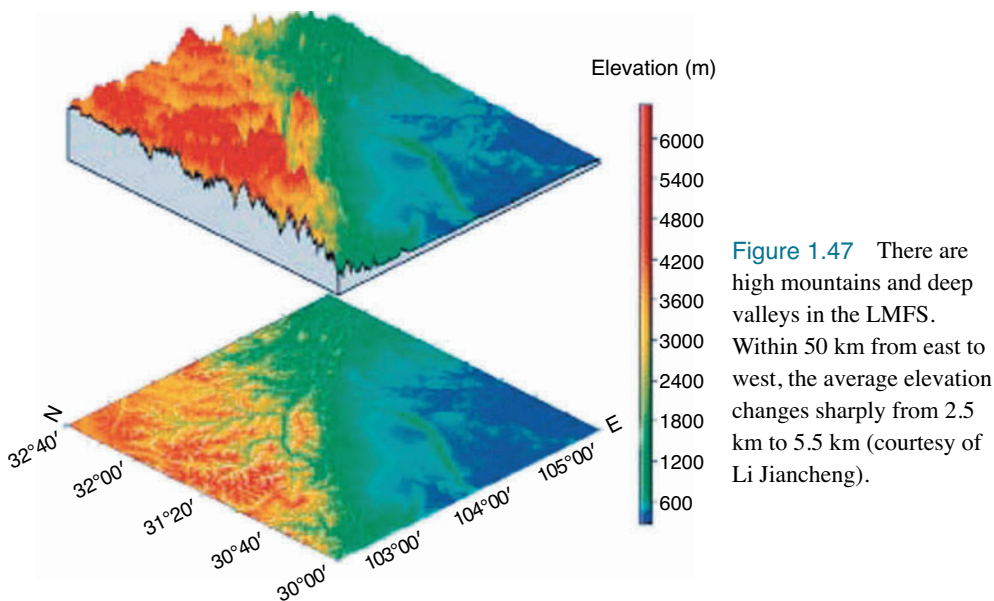 Elevation (m)
6000
5400
4800
4200
3600
3000
2400
1800
1200
600
N
32°40′
32°00′
31°20′
30°40′
30°00′
103°00′
104°00′
105°00′
E
Figure 1.47 There are
high mountains and deep
valleys in the LMFS.
Within 50 km from east to
west, the average elevation
changes sharply from 2.5
km to 5.5 km (courtesy of
Li Jiancheng).